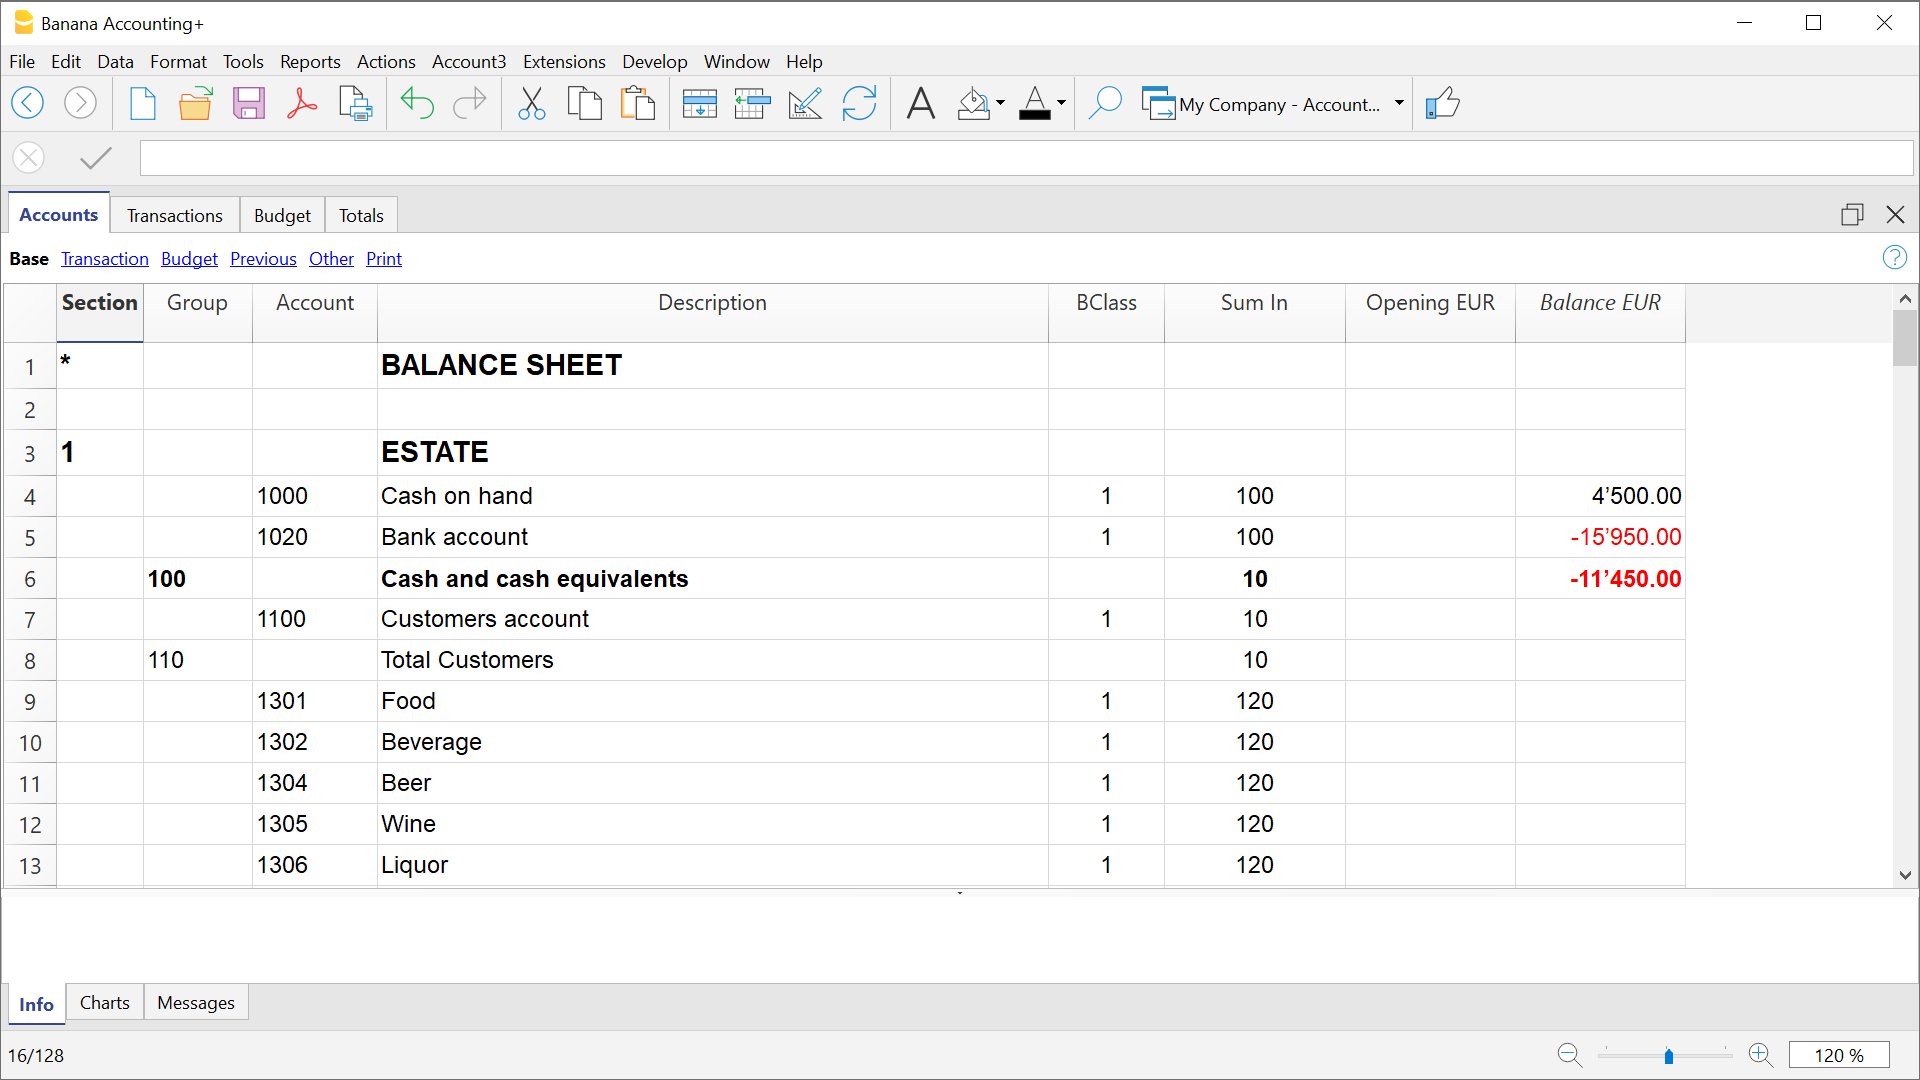 Banana Accounting+
File Edit Data Format Tools Reports Actions Account3 Extensions Develop Window Help
My Company - Account...
Accounts Transactions Budget Totals
Base Transaction Budget Previous Other Print
Section Group Account Description BClass Sum In Opening EUR Balance EUR
1 * BALANCE SHEET
2
3 1 ESTATE
4 1000 Cash on hand 1 100 4’500.00
5 1020 Bank account 1 100 -15’950.00
6 100 Cash and cash equivalents 10 -11’450.00
7 1100 Customers account 1 10
8 110 Total Customers 10
9 1301 Food 1 120
10 1302 Beverage 1 120
11 1304 Beer 1 120
12 1305 Wine 1 120
13 1306 Liquor 1 120
Info Charts Messages
16/128
120 %